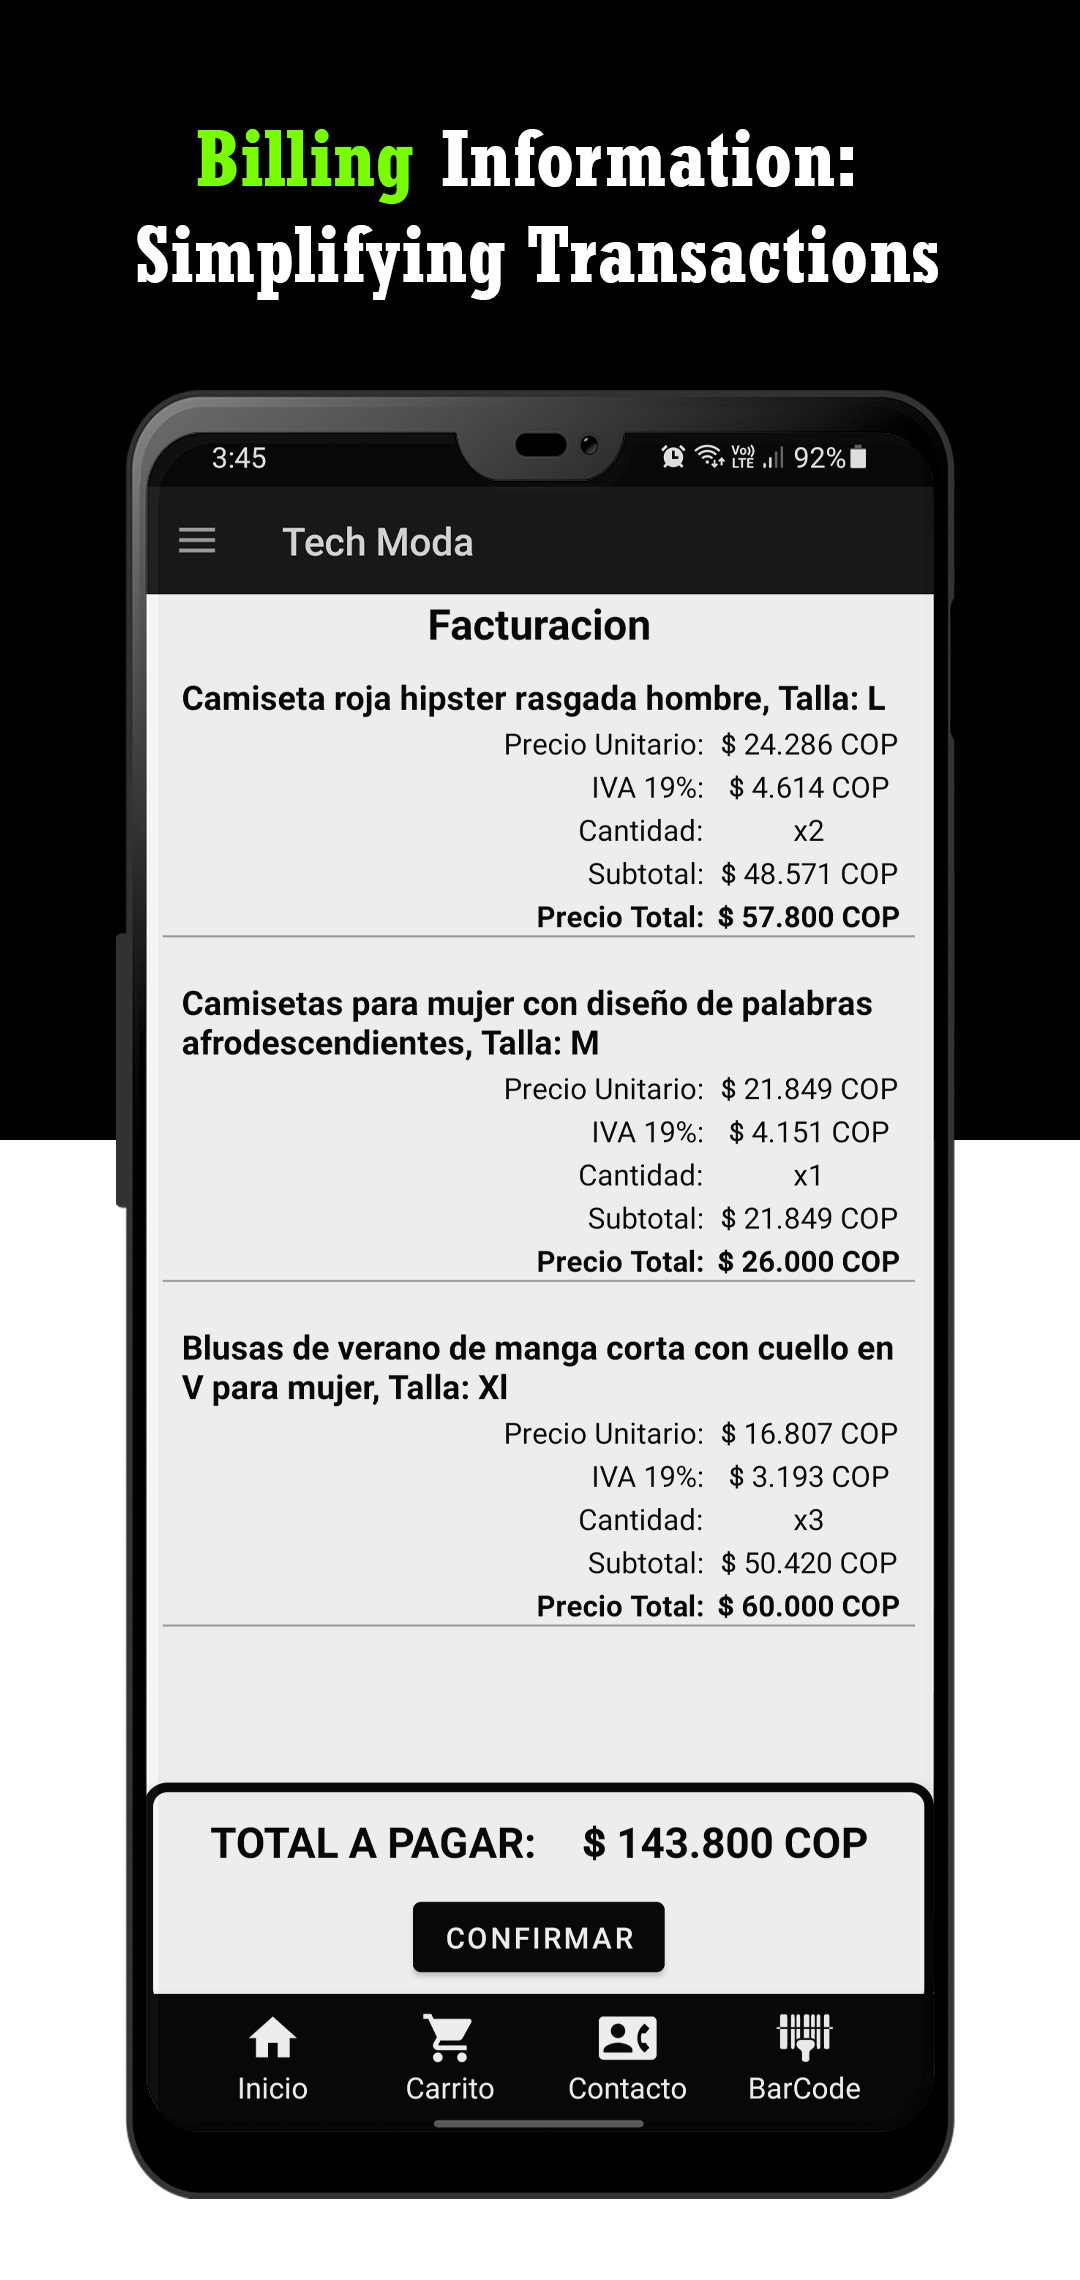 Billing Information:
Simplifying Transactions
3:45 Vo)) LTE 92%
Tech Moda
Facturacion
Camiseta roja hipster rasgada hombre, Talla: L
Precio Unitario: $ 24.286 COP
IVA 19%: $ 4.614 COP
Cantidad: x2
Subtotal: $ 48.571 COP
Precio Total: $ 57.800 COP
Camisetas para mujer con diseño de palabras
afrodescendientes, Talla: M
Precio Unitario: $ 21.849 COP
IVA 19%: $ 4.151 COP
Cantidad: x1
Subtotal: $ 21.849 COP
Precio Total: $ 26.000 COP
Blusas de verano de manga corta con cuello en
V para mujer, Talla: Xl
Precio Unitario: $ 16.807 COP
IVA 19%: $ 3.193 COP
Cantidad: x3
Subtotal: $ 50.420 COP
Precio Total: $ 60.000 COP
TOTAL A PAGAR: $ 143.800 COP
CONFIRMAR
Inicio Carrito Contacto BarCode